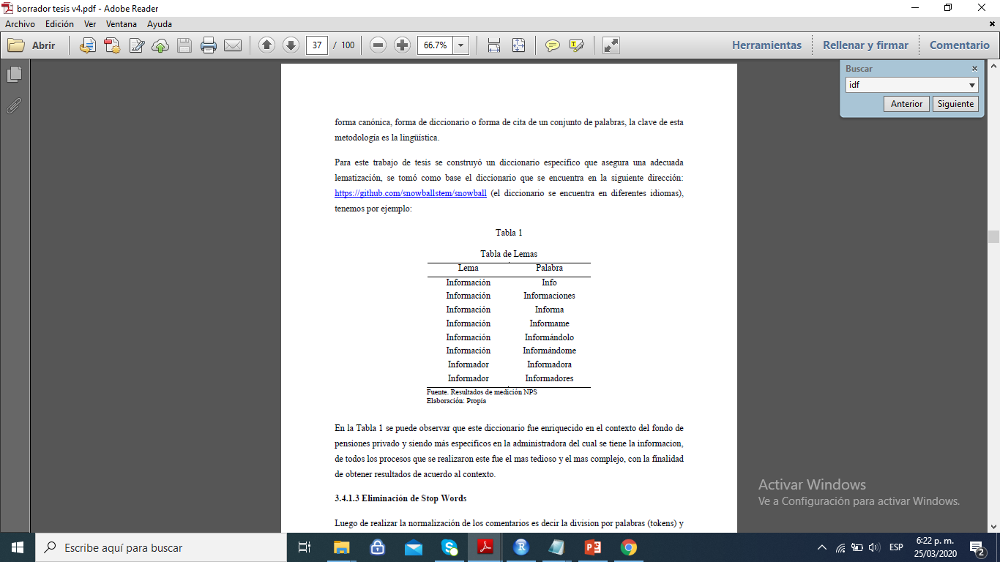 borrador tesis v4.pdf - Adobe Reader
Archivo Edición Ver Ventana Ayuda
Abrir 37 / 100 66.7% Herramientas Rellenar y firmar Comentario
Buscar
idf
Anterior Siguiente
forma canónica, forma de diccionario o forma de cita de un conjunto de palabras, la clave de esta
metodología es la lingüística.
Para este trabajo de tesis se construyó un diccionario específico que asegura una adecuada
lematización, se tomó como base el diccionario que se encuentra en la siguiente dirección:
https://github.com/snowballstem/snowball (el diccionario se encuentra en diferentes idiomas),
tenemos por ejemplo:
Tabla 1
Tabla de Lemas
Lema Palabra
Información Info
Información Informaciones
Información Informa
Información Informame
Información Informándolo
Información Informándome
Informador Informadora
Informador Informadores
Fuente. Resultados de medición NPS
Elaboración: Propia
En la Tabla 1 se puede observar que este diccionario fue enriquecido en el contexto del fondo de
pensiones privado y siendo más especificos en la administradora del cual se tiene la informacion,
de todos los procesos que se realizaron este fue el mas tedioso y el mas complejo, con la finalidad
de obtener resultados de acuerdo al contexto.
3.4.1.3 Eliminación de Stop Words
Luego de realizar la normalización de los comentarios es decir la division por palabras (tokens) y
Activar Windows
Ve a Configuración para activar Windows.
Escribe aquí para buscar
ESP
6:22 p. m.
25/03/2020
2